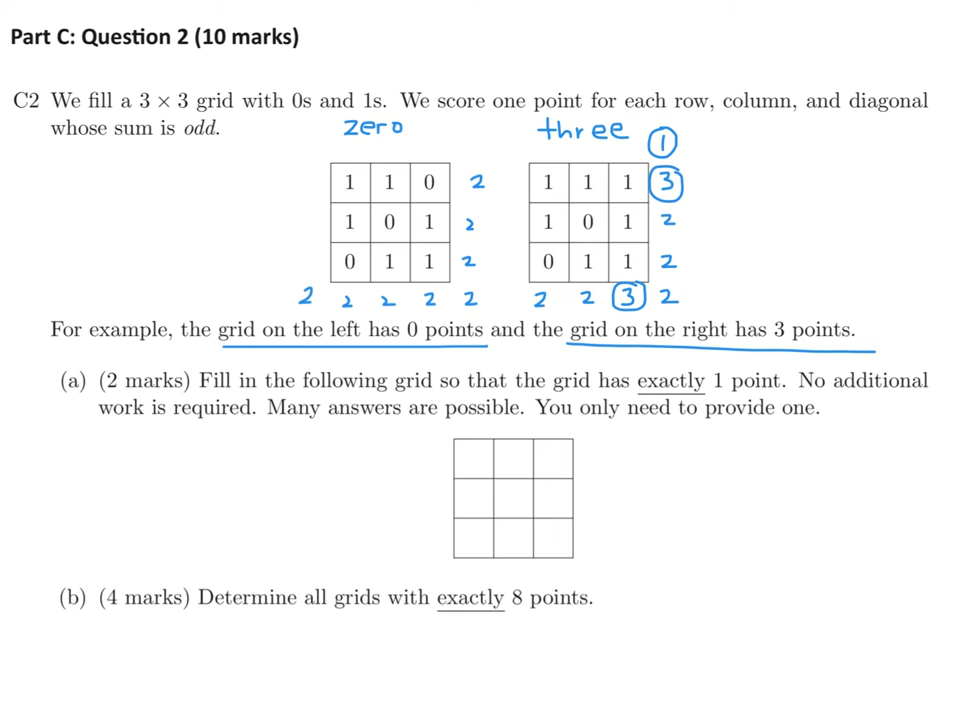 Part C: Question 2 (10 marks)
C2 We fill a 3 × 3 grid with 0s and 1s. We score one point for each row, column, and diagonal
whose sum is odd.
zero three 1
1 1 0 2 1 1 1 3
1 0 1 2 1 0 1 2
0 1 1 2 0 1 1 2
2 2 2 2 2 2 2 3 2
For example, the grid on the left has 0 points and the grid on the right has 3 points.
(a) (2 marks) Fill in the following grid so that the grid has exactly 1 point. No additional
work is required. Many answers are possible. You only need to provide one.
(b) (4 marks) Determine all grids with exactly 8 points.